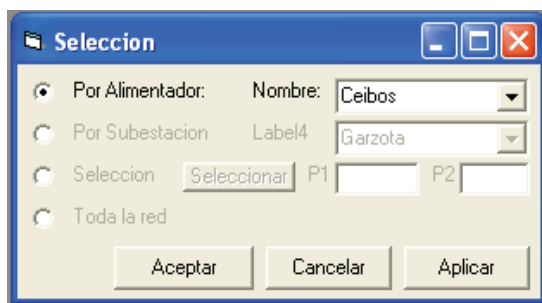 Seleccion
Por Alimentador: Nombre: Ceibos
Por Subestacion Label4 Garzota
Seleccion Seleccionar P1 P2
Toda la red
Aceptar Cancelar Aplicar